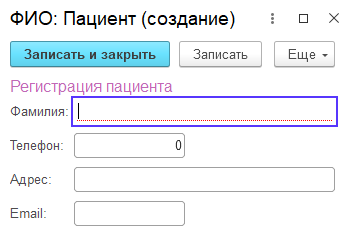 ФИО: Пациент (создание)
Записать и закрыть Записать Еще
Регистрация пациента
Фамилия:
Телефон: 0
Адрес:
Email: